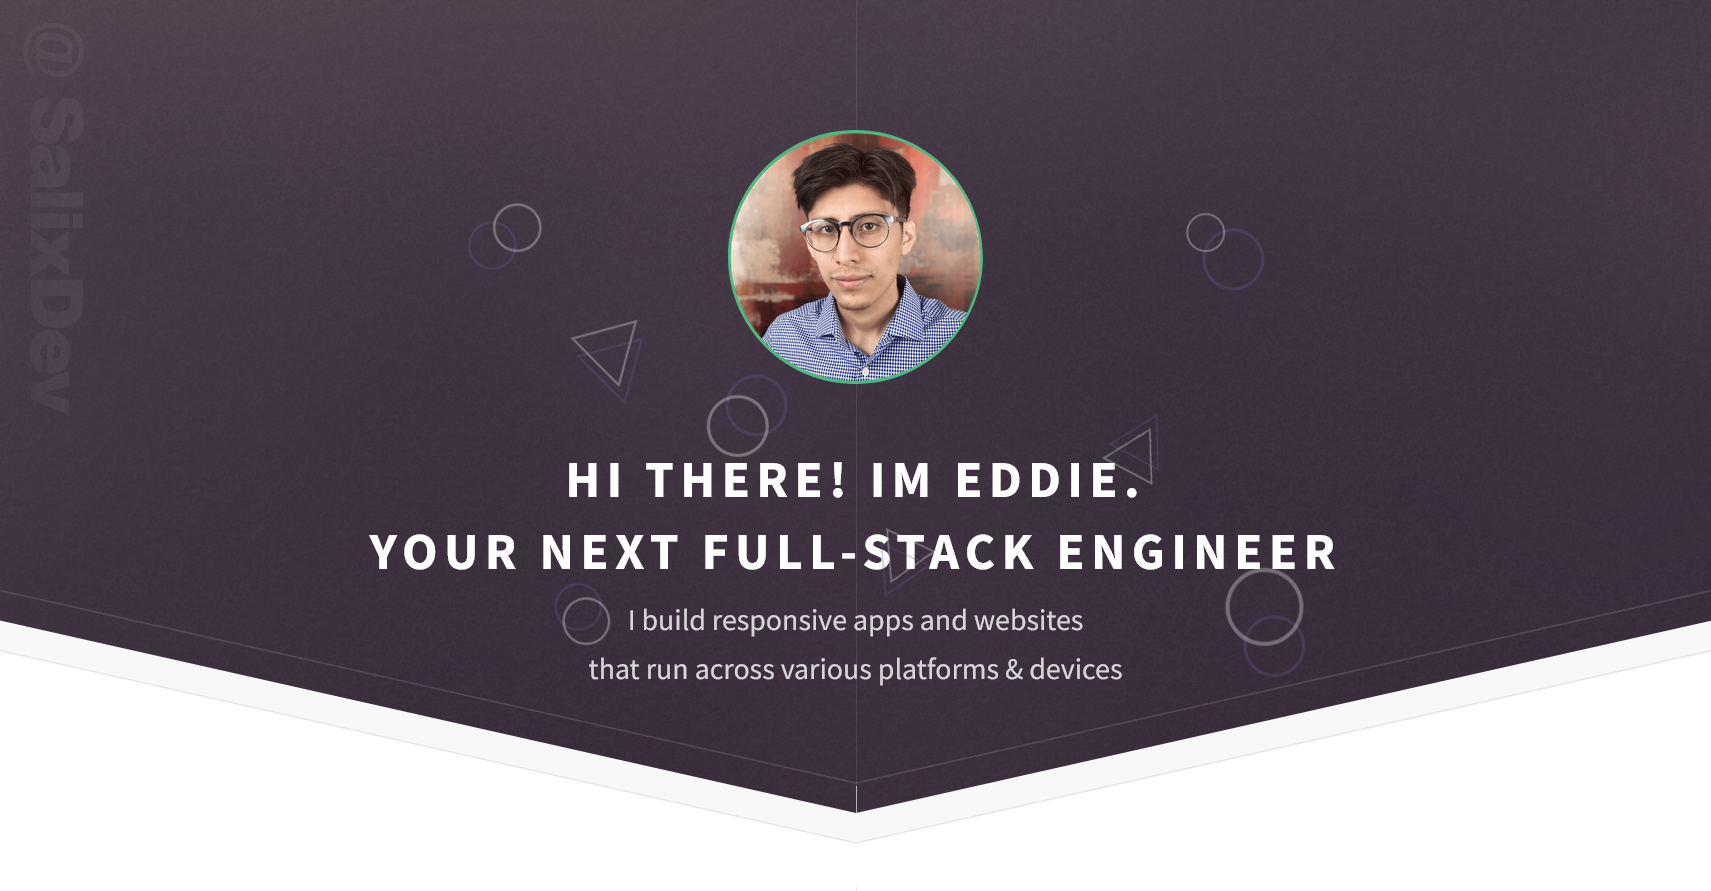 @ SalixDev
HI THERE! IM EDDIE.
YOUR NEXT FULL-STACK ENGINEER
I build responsive apps and websites
that run across various platforms & devices